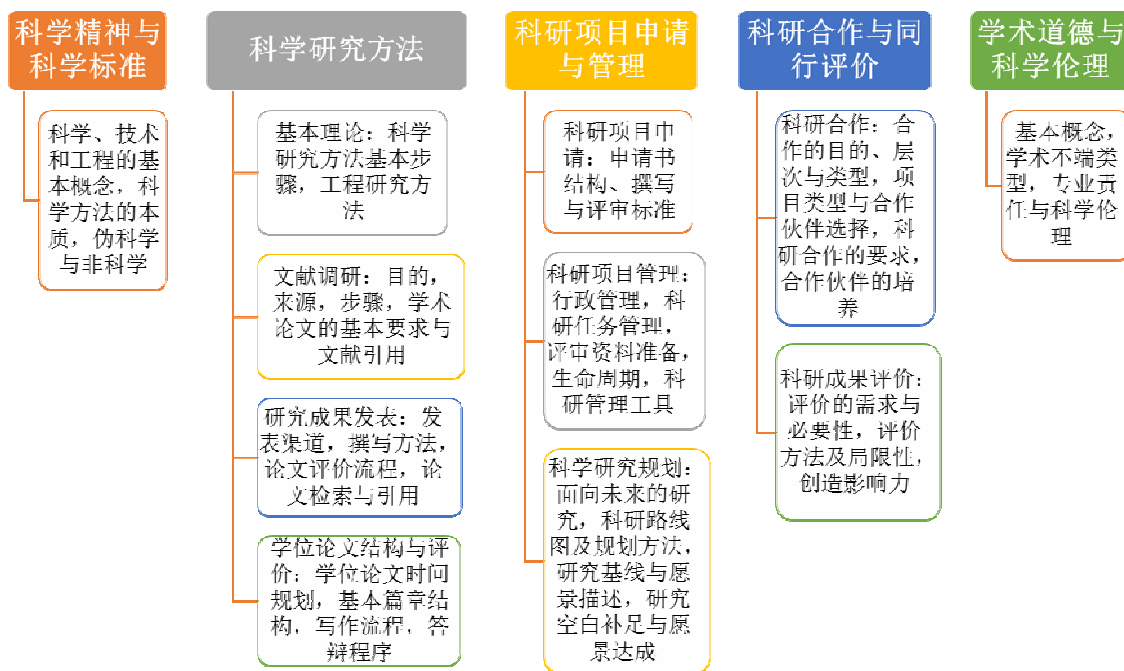 科学精神与
科学标准
科学、技术
和工程的基
本概念，科
学方法的本
质，伪科学
与非科学
科学研究方法
基本理论：科学
研究方法基本步
骤，工程研究方
法
文献调研：目的，
来源，步骤，学术
论文的基本要求与
文献引用
研究成果发表：发
表渠道，撰写方法，
论文评价流程，论
文检索与引用
学位论文结构与评
价：学位论文时间
规划，基本篇章结
构，写作流程，答
辩程序
科研项目申请
与管理
科研项目申
请：申请书
结构、撰写
与评审标准
科研项目管理：
行政管理，科
研任务管理，
评审资料准备，
生命周期，科
研管理工具
科学研究规划：
面向未来的研
究，科研路线
图及规划方法，
研究基线与愿
景描述，研究
空白补足与愿
景达成
科研合作与同
行评价
科研合作：合
作的目的、层
次与类型，项
目类型与合作
伙伴选择，科
研合作的要求，
合作伙伴的培
养
科研成果评价：
评价的需求与
必要性，评价
方法及局限性，
创造影响力
学术道德与
科学伦理
基本概念，
学术不端类
型，专业责
任与科学伦
理